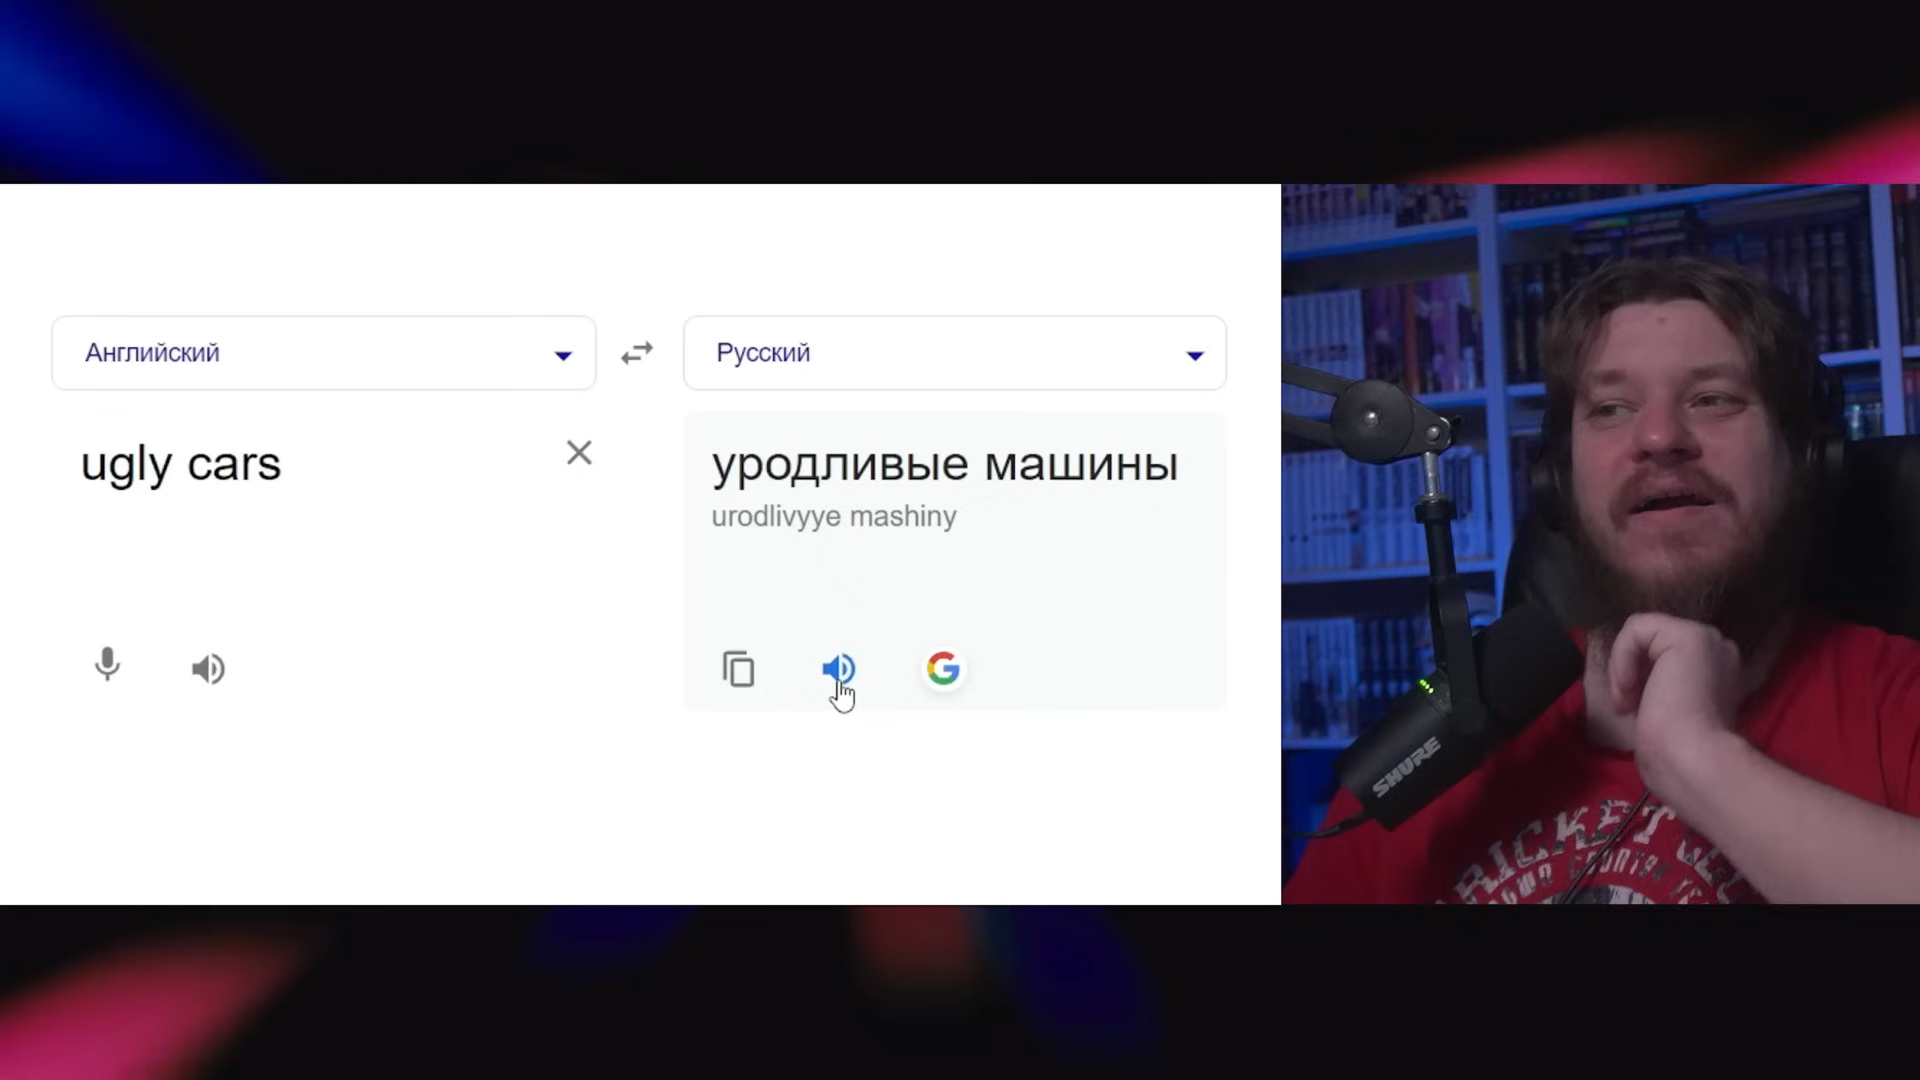 Английский
Русский
ugly cars
уродливые машины
urodlivyye mashiny
SHURE